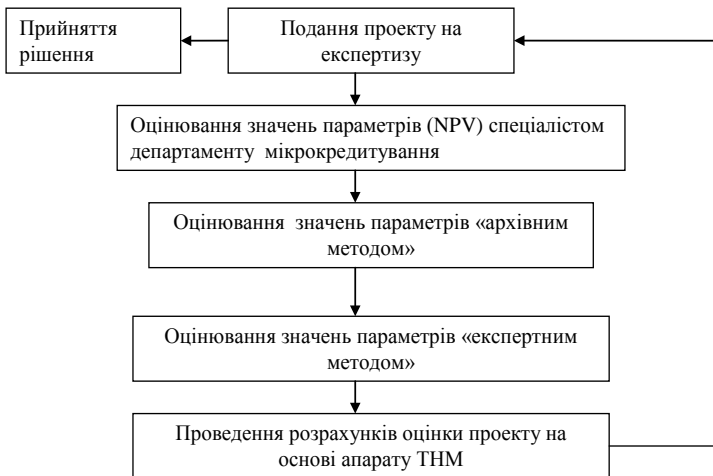 Прийняття
рішення
Подання проекту на
експертизу
Оцінювання значень параметрів (NPV) спеціалістом
департаменту мікрокредитування
Оцінювання значень параметрів «архівним
методом»
Оцінювання значень параметрів «експертним
методом»
Проведення розрахунків оцінки проекту на
основі апарату ТНМ